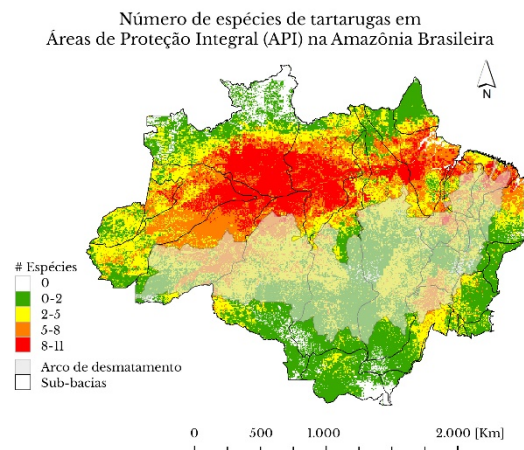 Número de espécies de tartarugas em
Áreas de Proteção Integral (API) na Amazônia Brasileira
N
# Espécies
0
0-2
2-5
5-8
8-11
Arco de desmatamento
Sub-bacias
0 500 1.000 2.000 [Km]